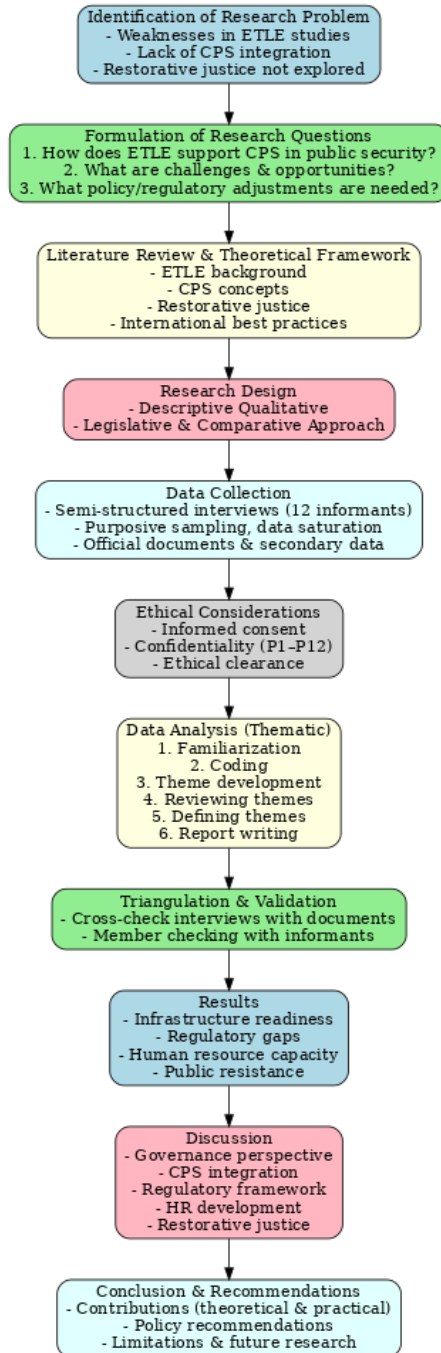 Identification of Research Problem
- Weaknesses in ETLE studies
- Lack of CPS integration
- Restorative justice not explored
Formulation of Research Questions
1. How does ETLE support CPS in public security?
2. What are challenges & opportunities?
3. What policy/regulatory adjustments are needed?
Literature Review & Theoretical Framework
- ETLE background
- CPS concepts
- Restorative justice
- International best practices
Research Design
- Descriptive Qualitative
- Legislative & Comparative Approach
Data Collection
- Semi-structured interviews (12 informants)
- Purposive sampling, data saturation
- Official documents & secondary data
Ethical Considerations
- Informed consent
- Confidentiality (P1–P12)
- Ethical clearance
Data Analysis (Thematic)
1. Familiarization
2. Coding
3. Theme development
4. Reviewing themes
5. Defining themes
6. Report writing
Triangulation & Validation
- Cross-check interviews with documents
- Member checking with informants
Results
- Infrastructure readiness
- Regulatory gaps
- Human resource capacity
- Public resistance
Discussion
- Governance perspective
- CPS integration
- Regulatory framework
- HR development
- Restorative justice
Conclusion & Recommendations
- Contributions (theoretical & practical)
- Policy recommendations
- Limitations & future research